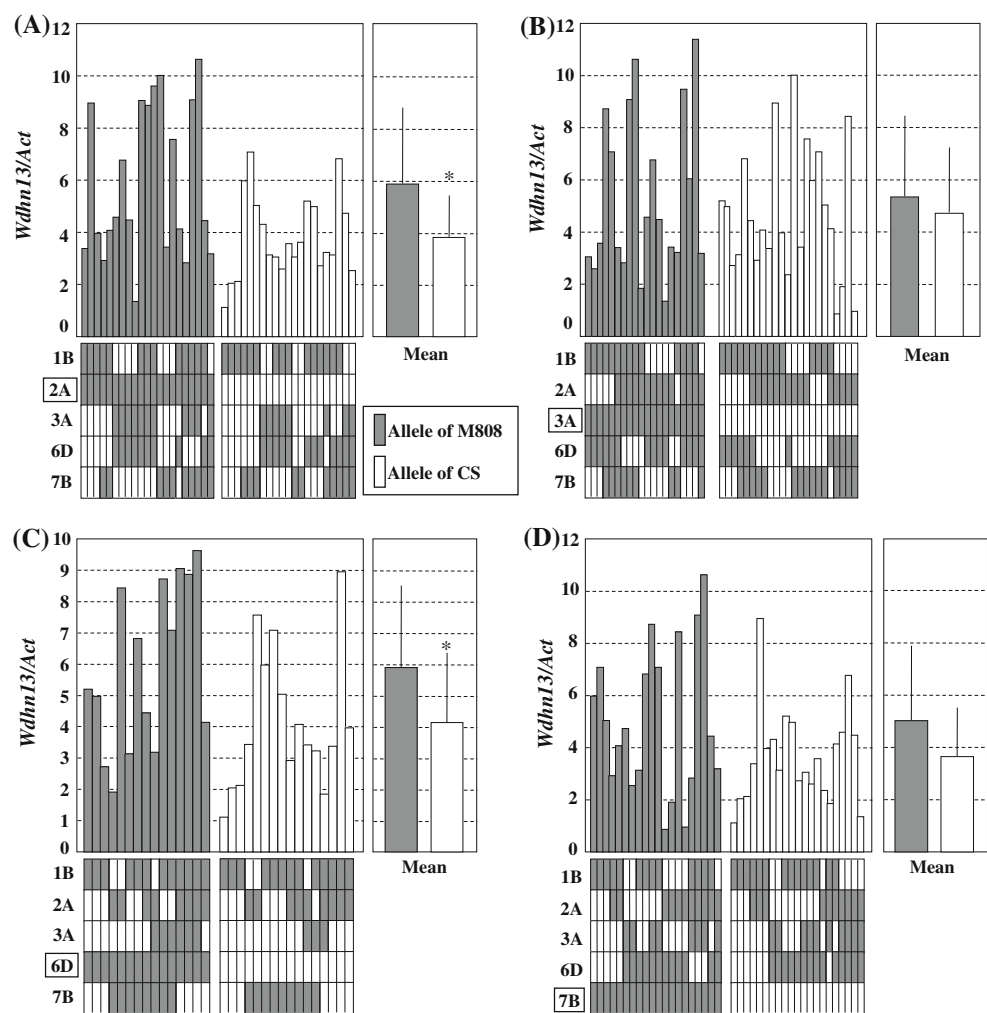 (A)
12
10
8
6
4
2
0
Wdhn13/Act
*
Mean
1B
2A
3A
6D
7B
Allele of M808
Allele of CS
(B)
12
10
8
6
4
2
0
Wdhn13/Act
Mean
1B
2A
3A
6D
7B
(C)
10
9
8
7
6
5
4
3
2
1
0
Wdhn13/Act
*
Mean
1B
2A
3A
6D
7B
(D)
12
10
8
6
4
2
0
Wdhn13/Act
Mean
1B
2A
3A
6D
7B